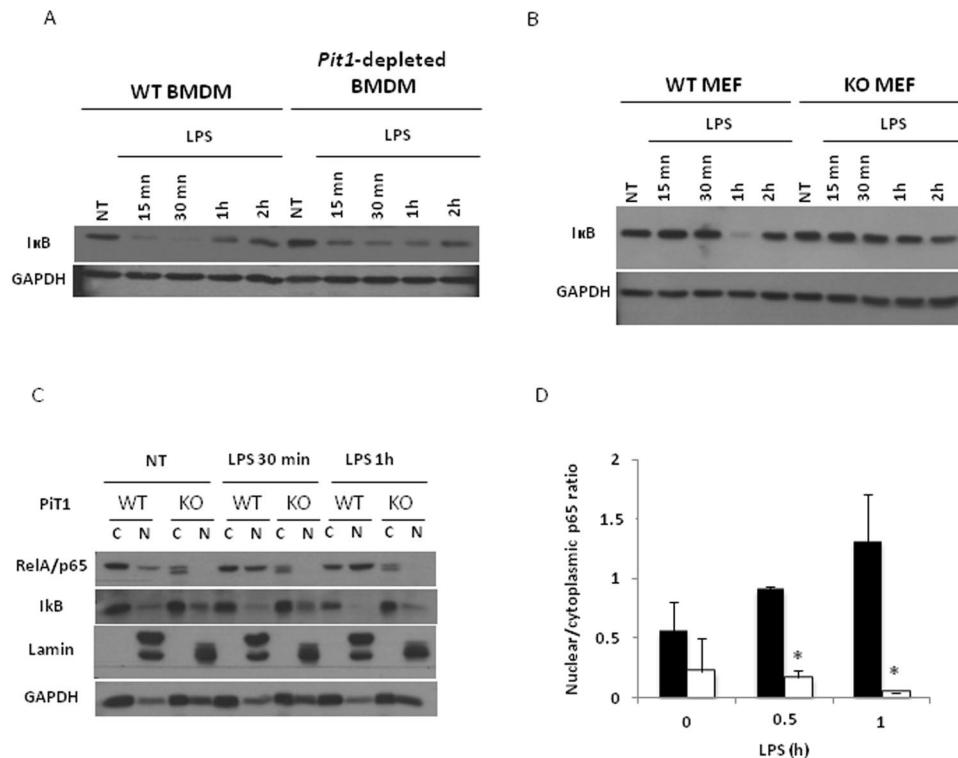 A
Pit1-depleted
WT BMDM BMDM
LPS LPS
NT 15 mn 30 mn 1h 2h NT 15 mn 30 mn 1h 2h
IκB
GAPDH
B
WT MEF KO MEF
LPS LPS
NT 15 mn 30 mn 1h 2h NT 15 mn 30 mn 1h 2h
IκB
GAPDH
C
NT LPS 30 min LPS 1h
PiT1 WT KO WT KO WT KO
C N C N C N C N C N C N
RelA/p65
IkB
Lamin
GAPDH
D
Nuclear/cytoplasmic p65 ratio
2
1.5
1
0.5
0
* *
0 0.5 1
LPS (h)